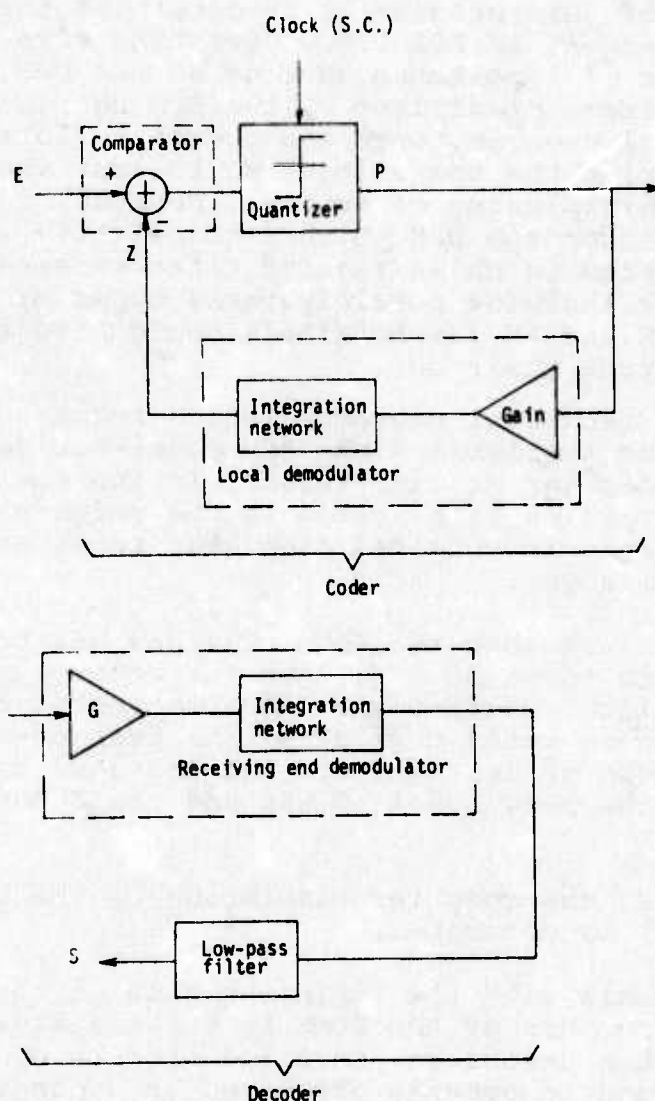 Clock (S.C.)
Comparator
E
+
+
-
Z
Quantizer
P
Integration
network
Gain
Local demodulator
Coder
G
Integration
network
Receiving end demodulator
S
Low-pass
filter
Decoder